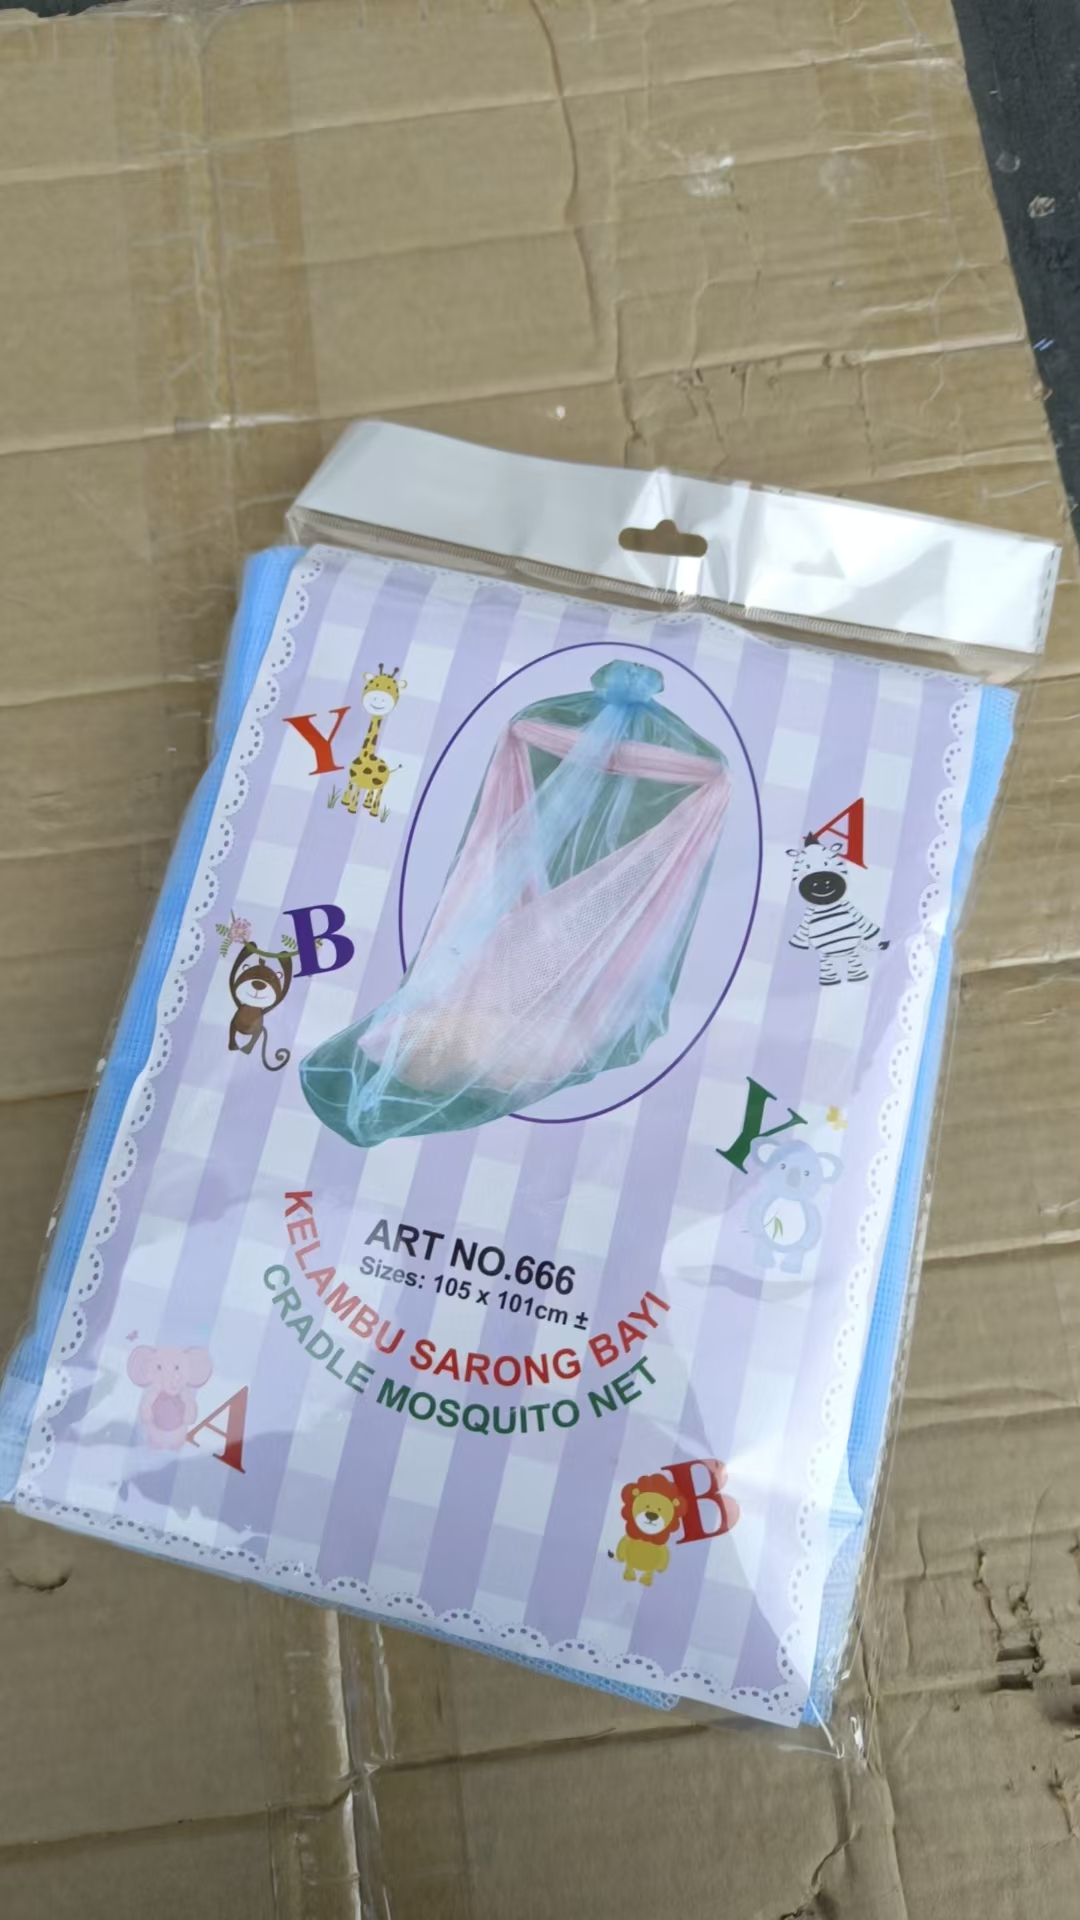 Y
A
B
Y
ART NO.666
Sizes: 105 x 101cm ±
KELAMBU SARONG BAYI
CRADLE MOSQUITO NET
A
B